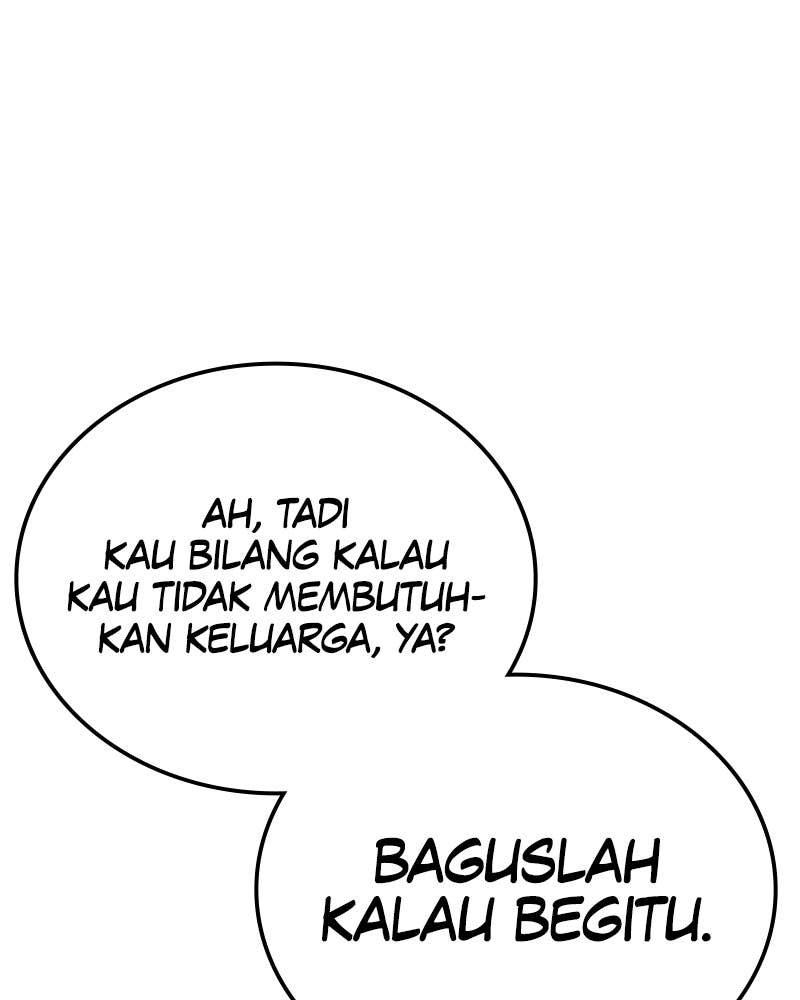 AH, TADI
KAU BILANG KALAU
KAU TIDAK MEMBUTUH-
KAN KELUARGA, YA?
BAGUSLAH
KALAU BEGITU.